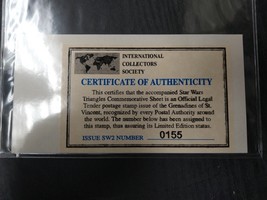 INTERNATIONAL
COLLECTORS
SOCIETY
CERTIFICATE OF AUTHENTICITY
This certifies that the accompanied Star Wars
Triangles Commemorative Sheet is an Official Legal
Tender postage stamp issue of the Grenadines of St.
Vincent, recognized by every Postal Authority around
the world. The number below has been assigned to
this stamp, thus assuring its Limited Edition status.
ISSUE SW2 NUMBER 0155